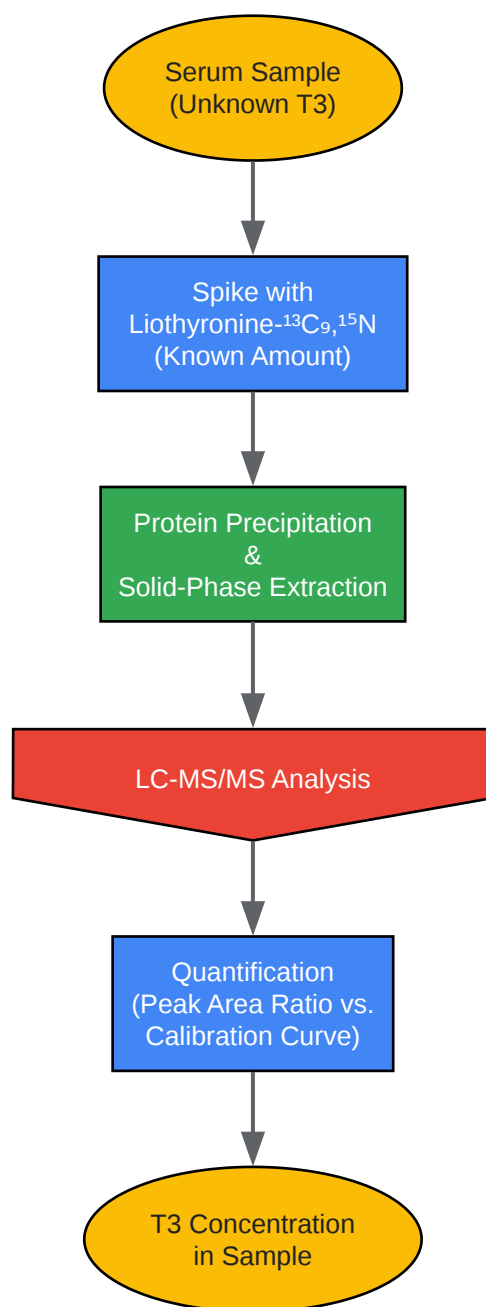 Serum Sample
(Unknown T3)
Spike with
Liothyronine-¹³C₉,¹⁵N
(Known Amount)
Protein Precipitation
&
Solid-Phase Extraction
LC-MS/MS Analysis
Quantification
(Peak Area Ratio vs.
Calibration Curve)
T3 Concentration
in Sample